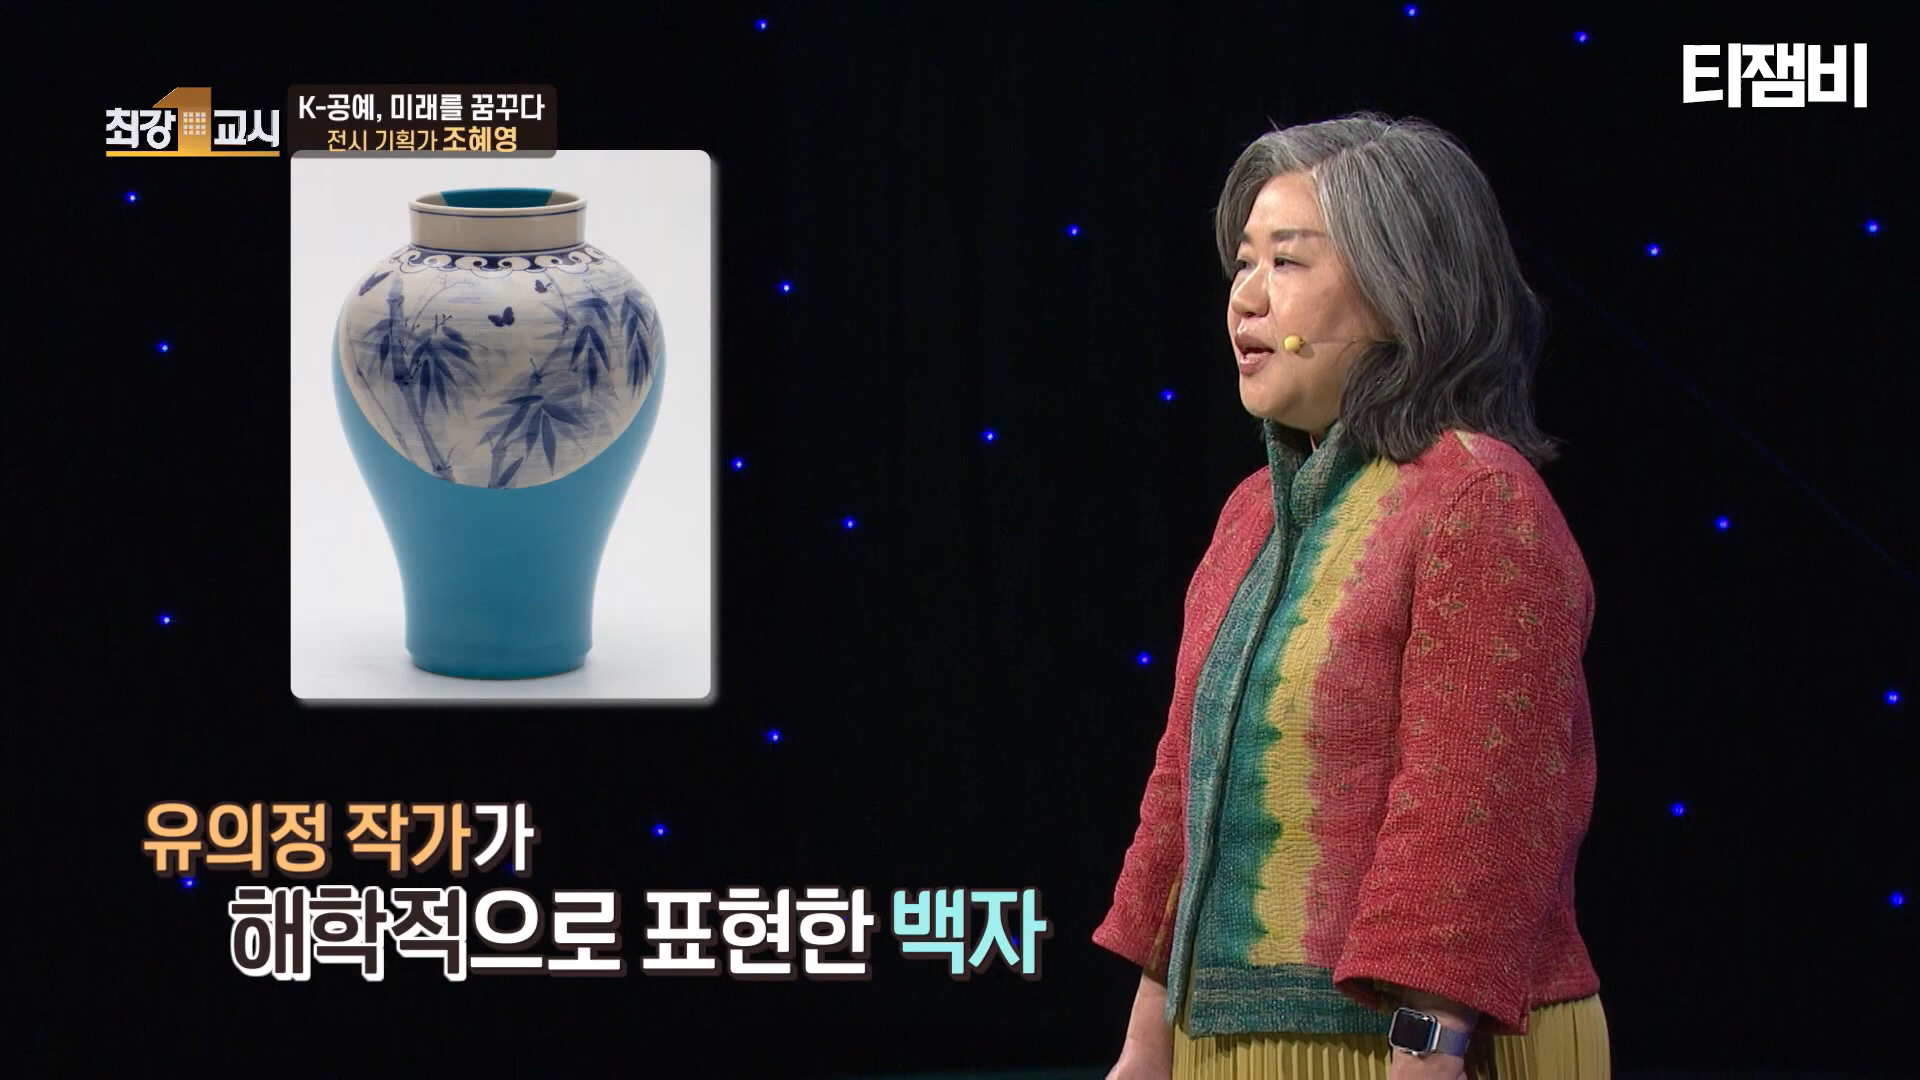 최강1교시
K-공예, 미래를 꿈꾸다
전시 기획가 조혜영
티잼비
유의정 작가가
해학적으로 표현한 백자